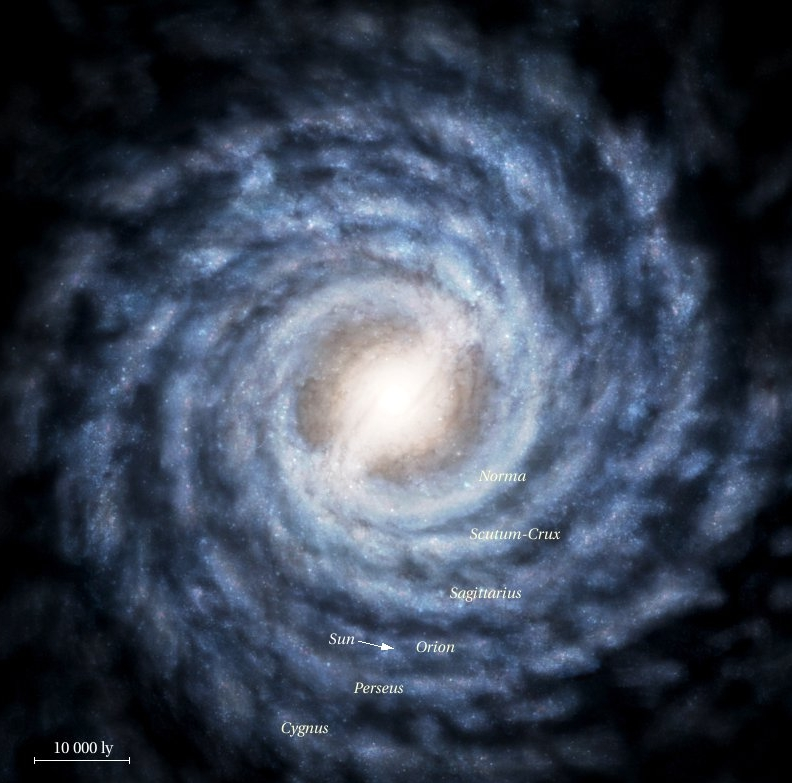 Norma
Scutum-Crux
Sagittarius
Sun
Orion
Perseus
Cygnus
10 000 ly